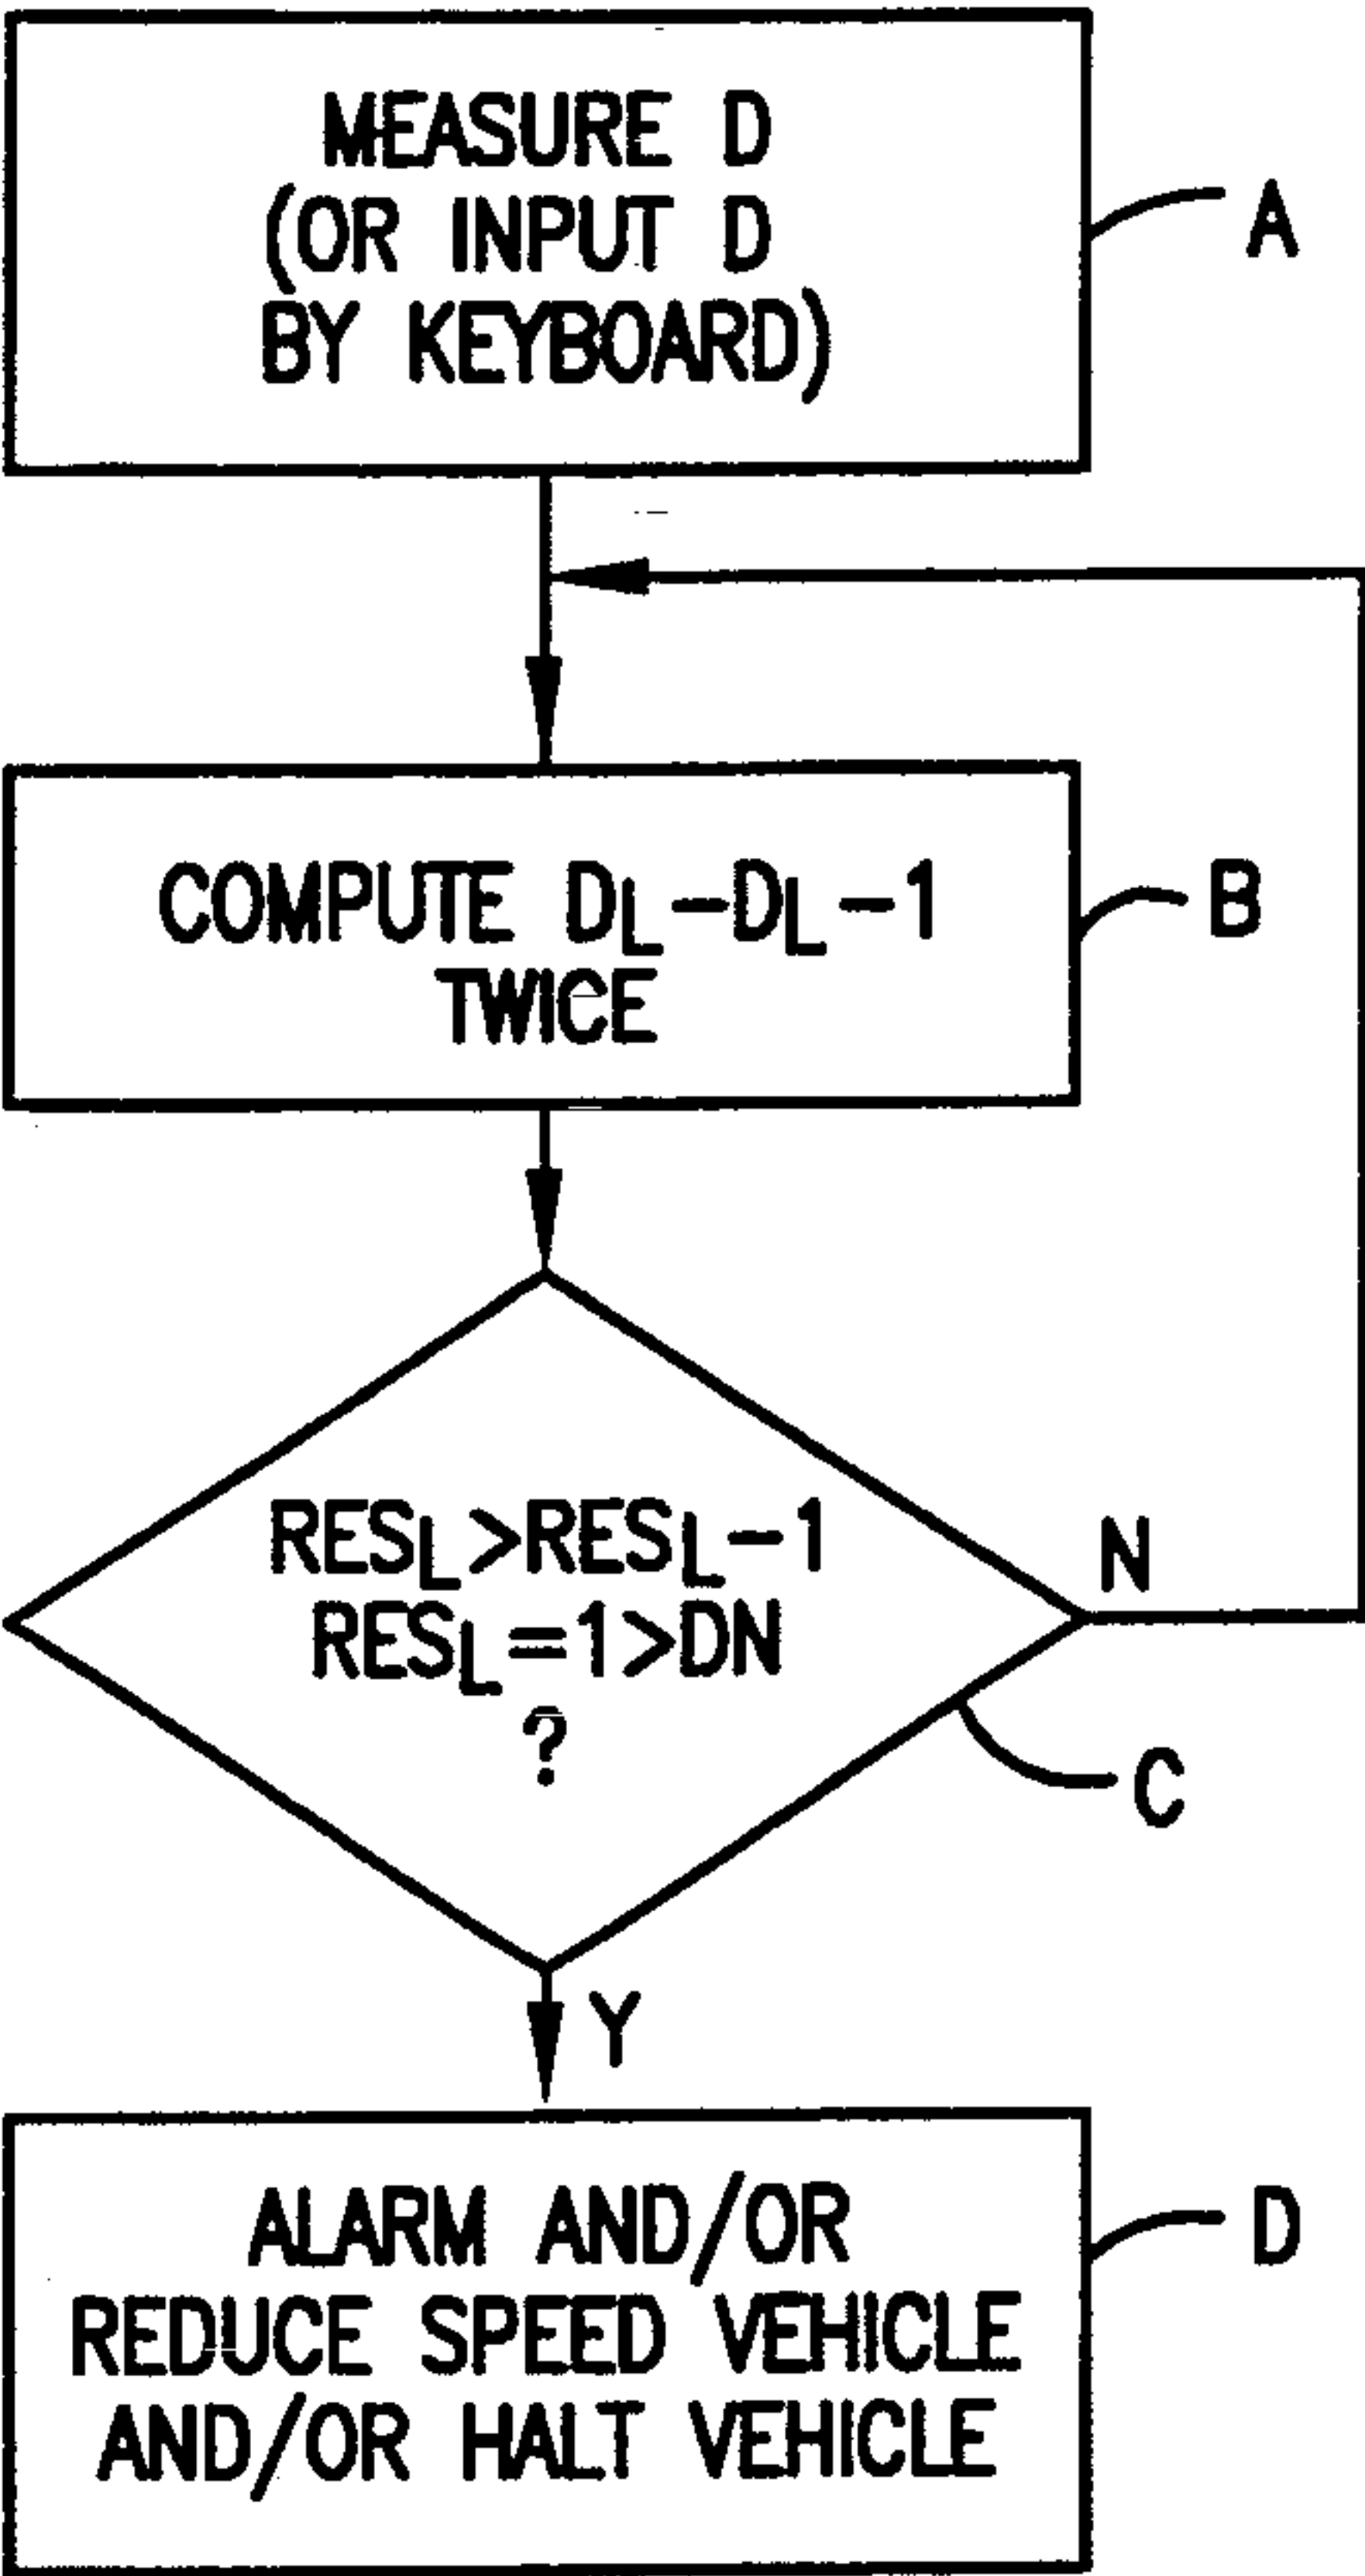 MEASURE D
(OR INPUT D
BY KEYBOARD)
A
COMPUTE DL-DL-1
TWICE
B
RESL>RESL-1
RESL=1>DN
?
N
C
Y
ALARM AND/OR
REDUCE SPEED VEHICLE
AND/OR HALT VEHICLE
D